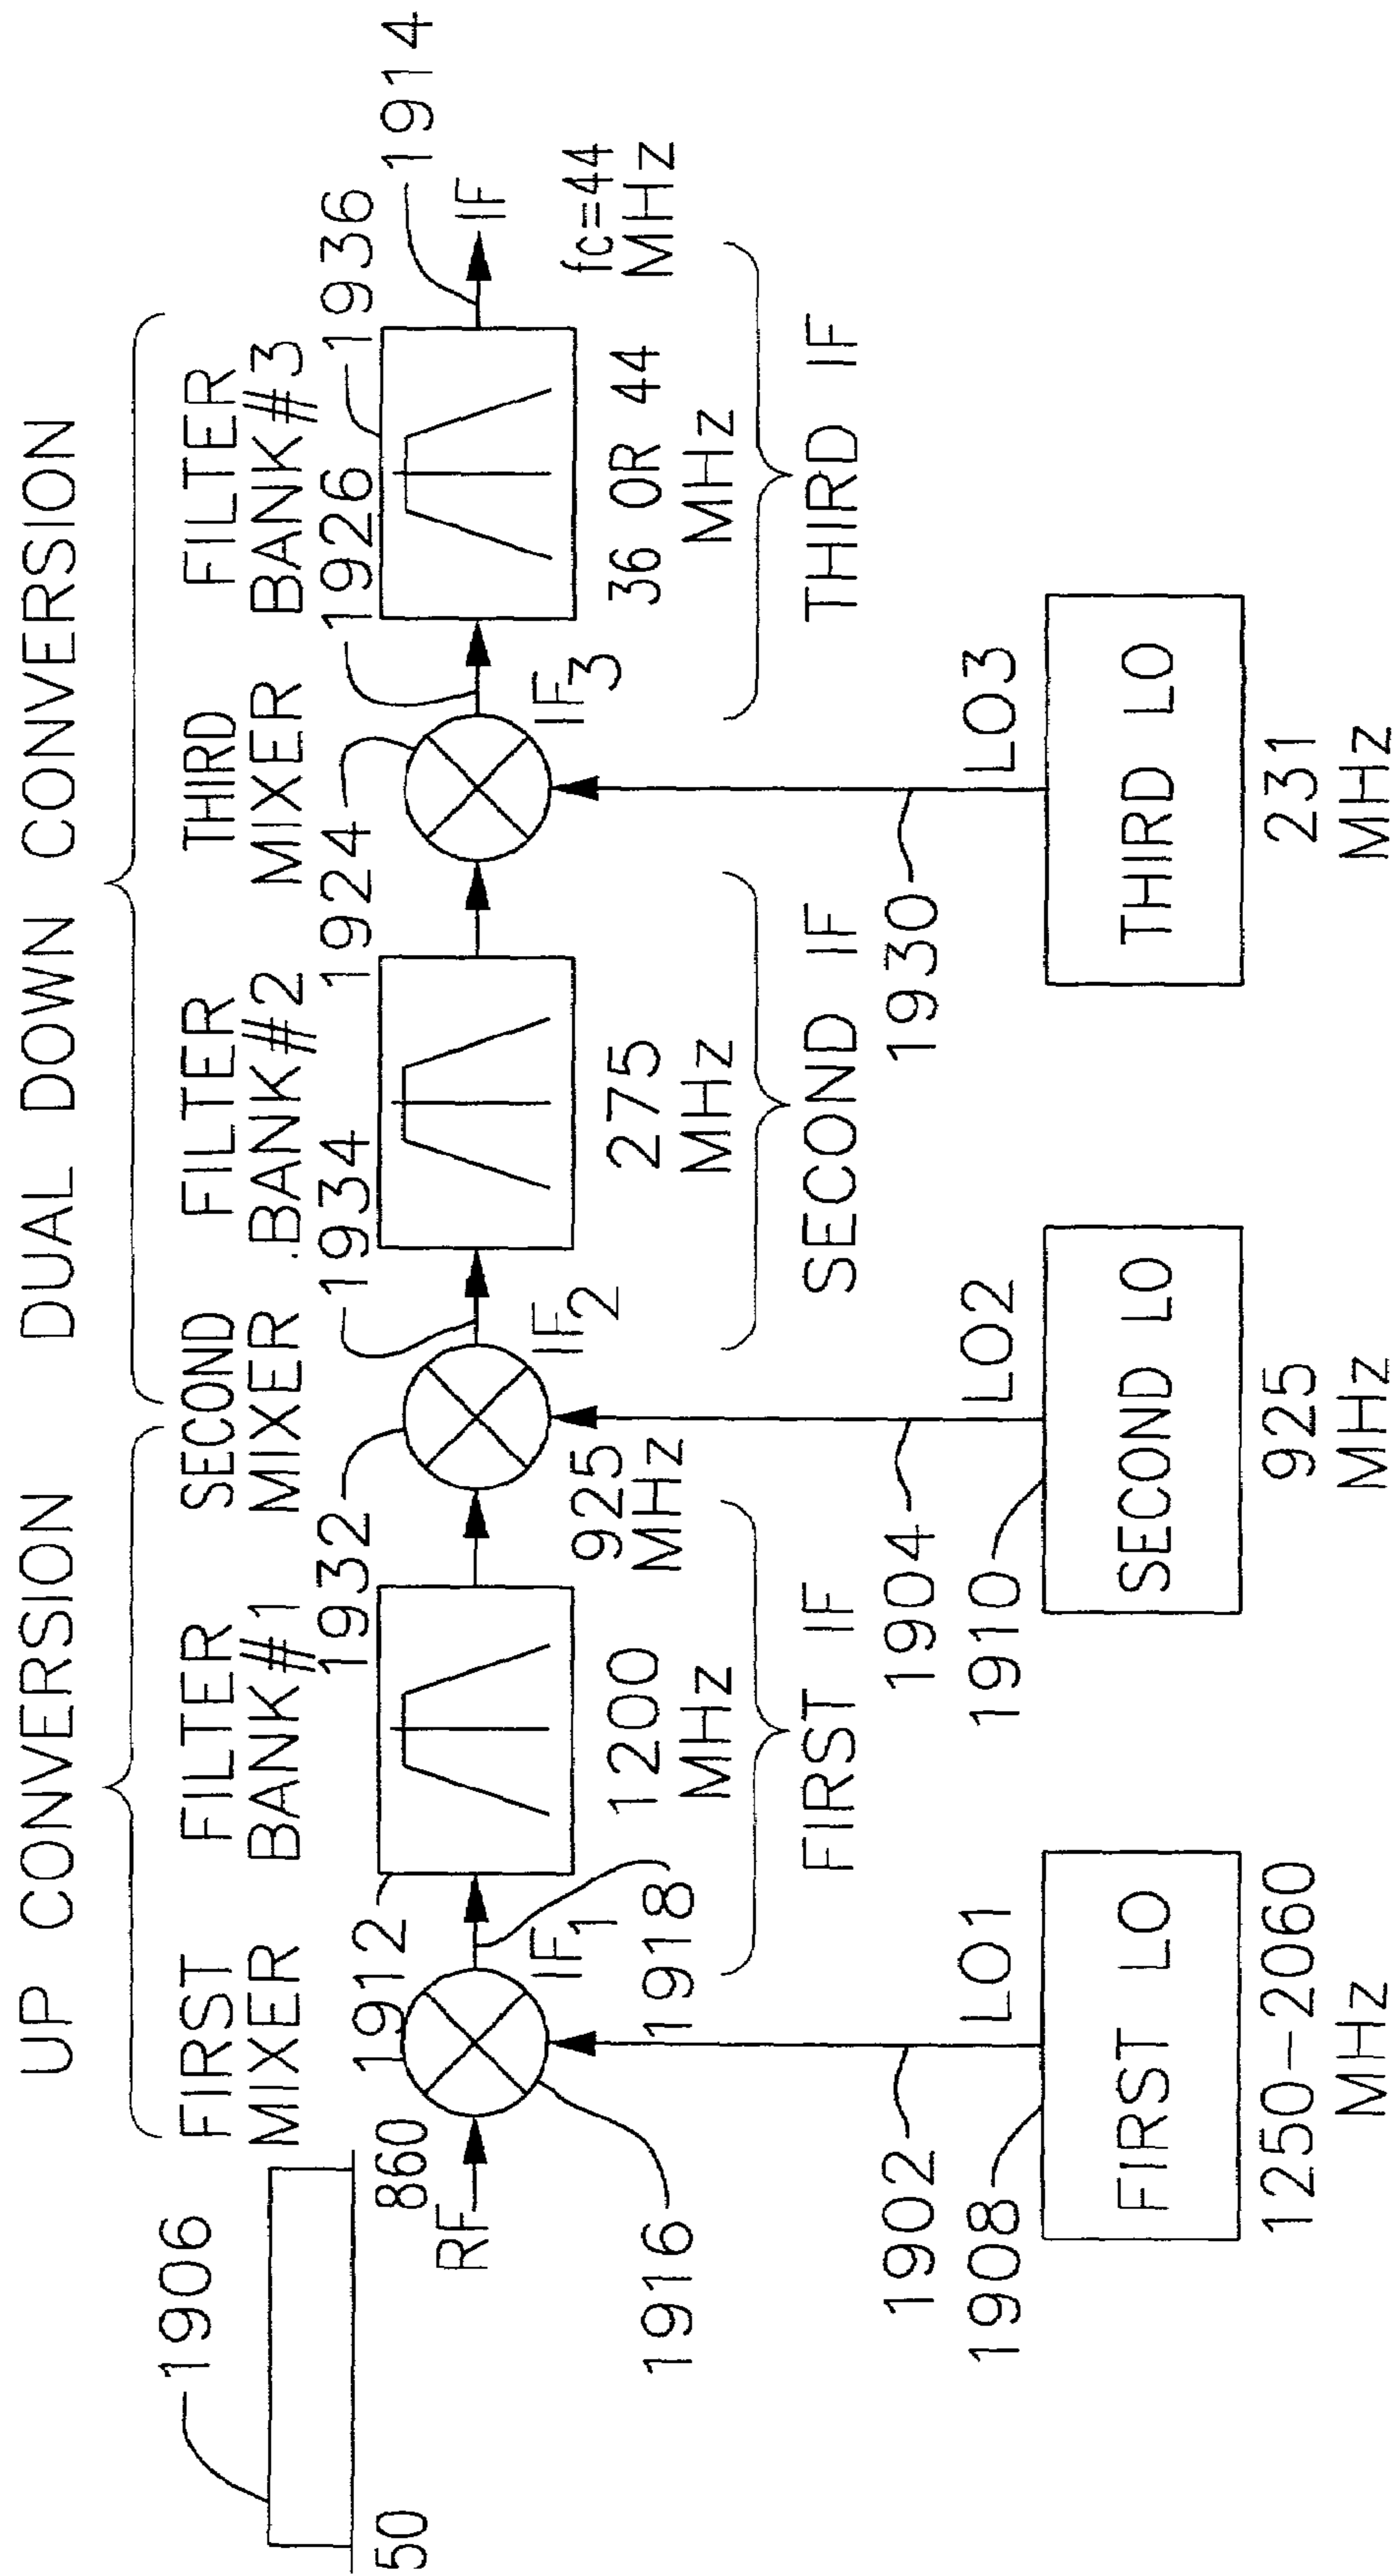 UP CONVERSION
DUAL DOWN CONVERSION
FIRST
MIXER
FILTER
BANK#1
SECOND
MIXER
FILTER
.BANK#2
THIRD
MIXER
FILTER
BANK#3
1906
50
860
RF
1912
1932
1934
1924
1926
1936
1914
IF
fc=44
MHz
1916
IF1
1918
1200
MHz
925
MHz
IF2
275
MHz
IF3
36 OR 44
MHz
FIRST IF
SECOND IF
THIRD IF
1902
1908
LO1
1904
1910
LO2
1930
LO3
FIRST LO
SECOND LO
THIRD LO
1250-2060
MHz
925
MHz
231
MHz